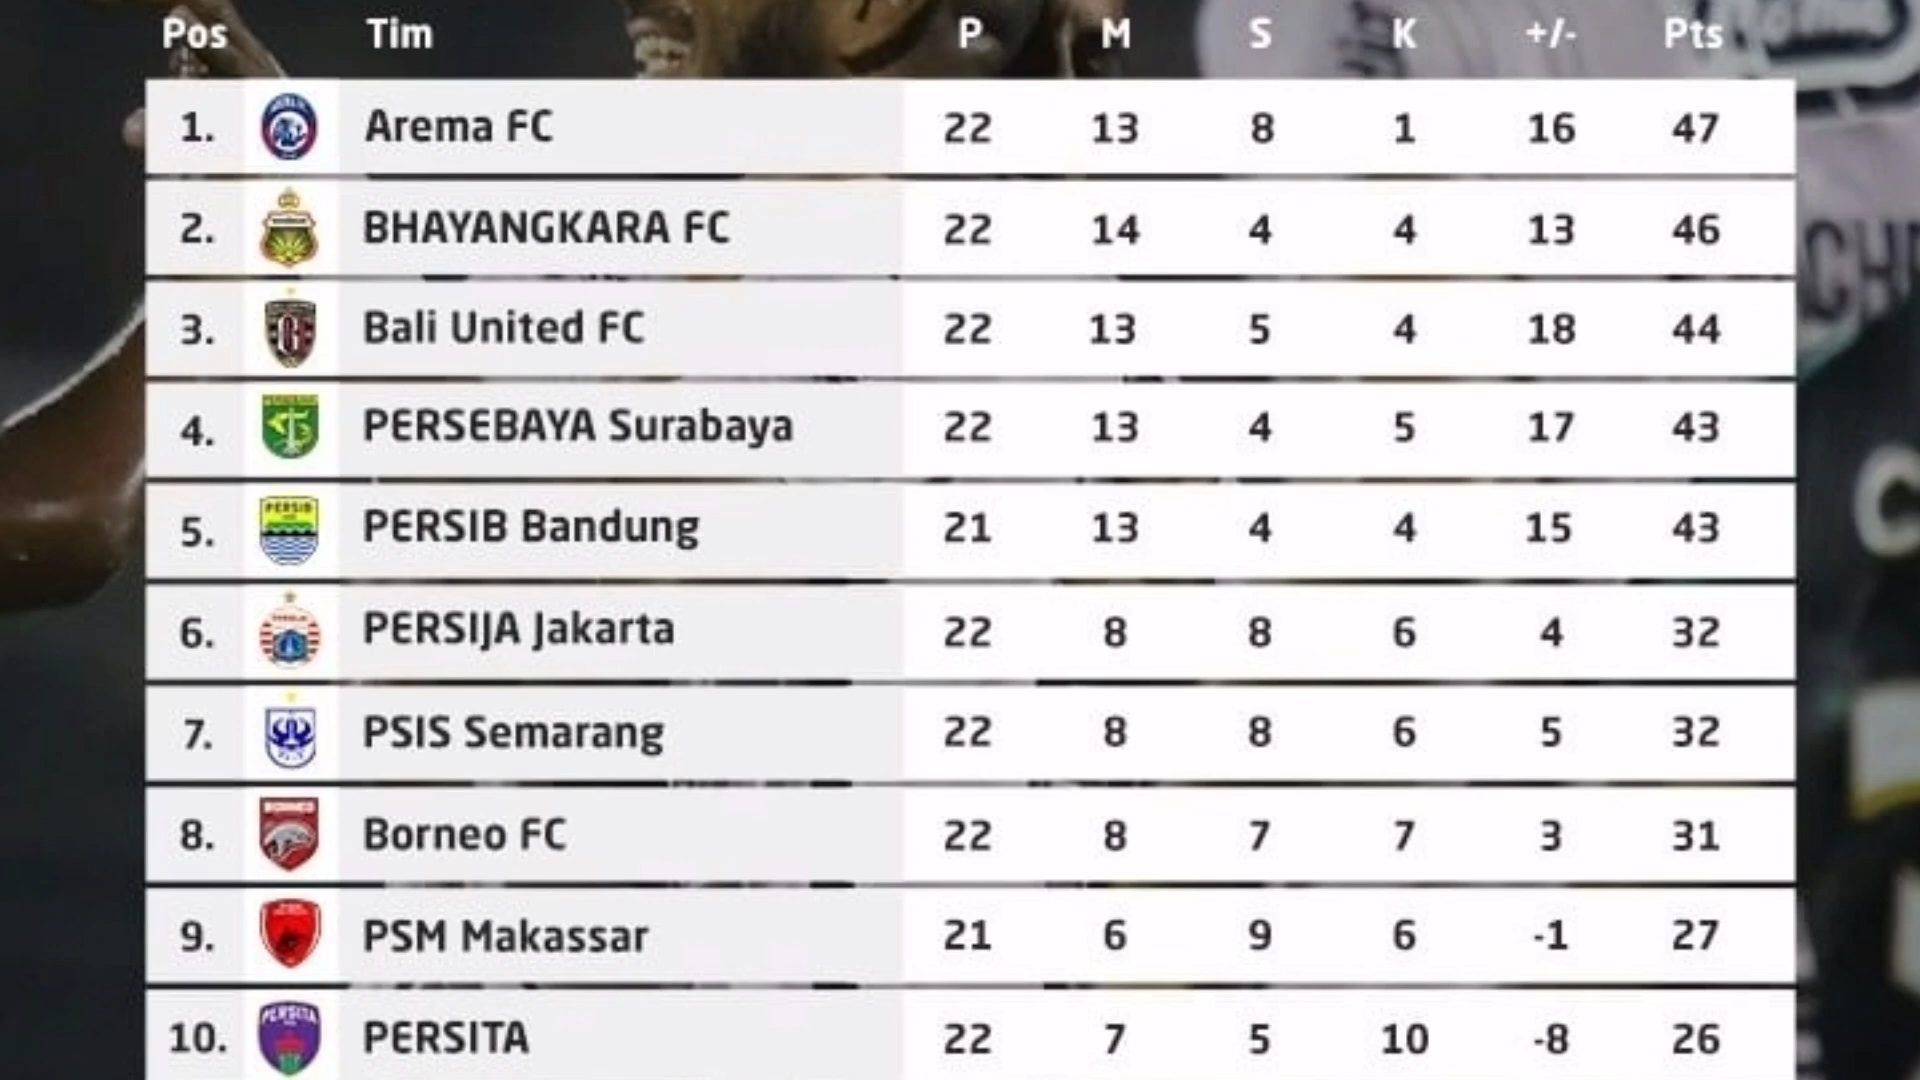 Pos Tim P M S K +/- Pts
1. Arema FC 22 13 8 1 16 47
2. BHAYANGKARA FC 22 14 4 4 13 46
3. Bali United FC 22 13 5 4 18 44
4. PERSEBAYA Surabaya 22 13 4 5 17 43
5. PERSIB Bandung 21 13 4 4 15 43
6. PERSIJA Jakarta 22 8 8 6 4 32
7. PSIS Semarang 22 8 8 6 5 32
8. Borneo FC 22 8 7 7 3 31
9. PSM Makassar 21 6 9 6 -1 27
10. PERSITA 22 7 5 10 -8 26